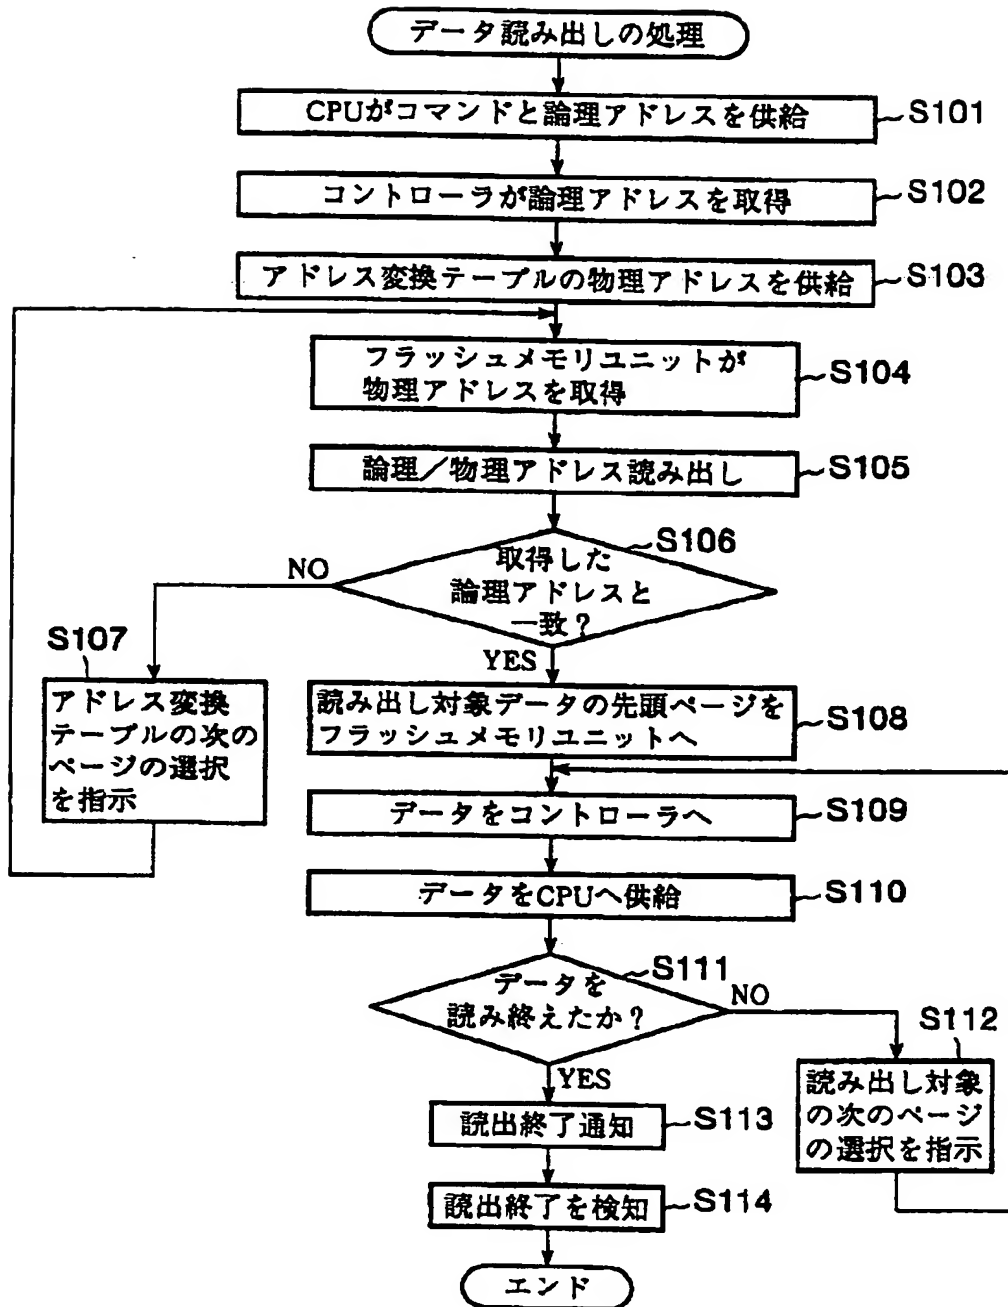 データ読み出しの処理
CPUがコマンドと論理アドレスを供給
S101
コントローラが論理アドレスを取得
S102
アドレス変換テーブルの物理アドレスを供給
S103
フラッシュメモリユニットが
物理アドレスを取得
S104
論理／物理アドレス読み出し
S105
S106
取得した
論理アドレスと
一致？
NO
YES
S107
アドレス変換
テーブルの次の
ページの選択
を指示
読み出し対象データの先頭ページを
フラッシュメモリユニットへ
S108
データをコントローラへ
S109
データをCPUへ供給
S110
S111
データを
読み終えたか？
NO
YES
S112
読み出し対象
の次のページ
の選択を指示
読出終了通知
S113
読出終了を検知
S114
エンド